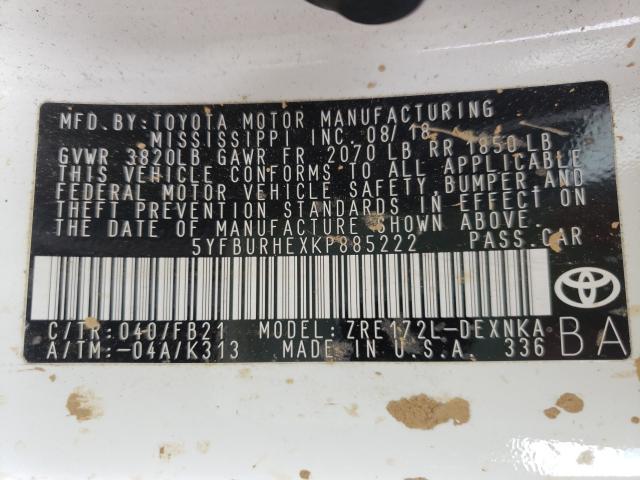 MFD.BY:TOYOTA MOTOR MANUFACTURING
MISSISSIPPI INC. 08/18
GVWR 3820LB GAWR FR 2070 LB RR 1850 LB
THIS VEHICLE CONFORMS TO ALL APPLICABLE
FEDERAL MOTOR VEHICLE SAFETY, BUMPER AND
THEFT PREVENTION STANDARDS IN EFFECT ON
THE DATE OF MANUFACTURE SHOWN ABOVE.
5YFBURHEXKP885222 PASS.CAR
C/TR:040/FB21 MODEL:ZRE172L-DEXNKA
A/TM:-04A/K313 MADE IN U.S.A. 336
BA